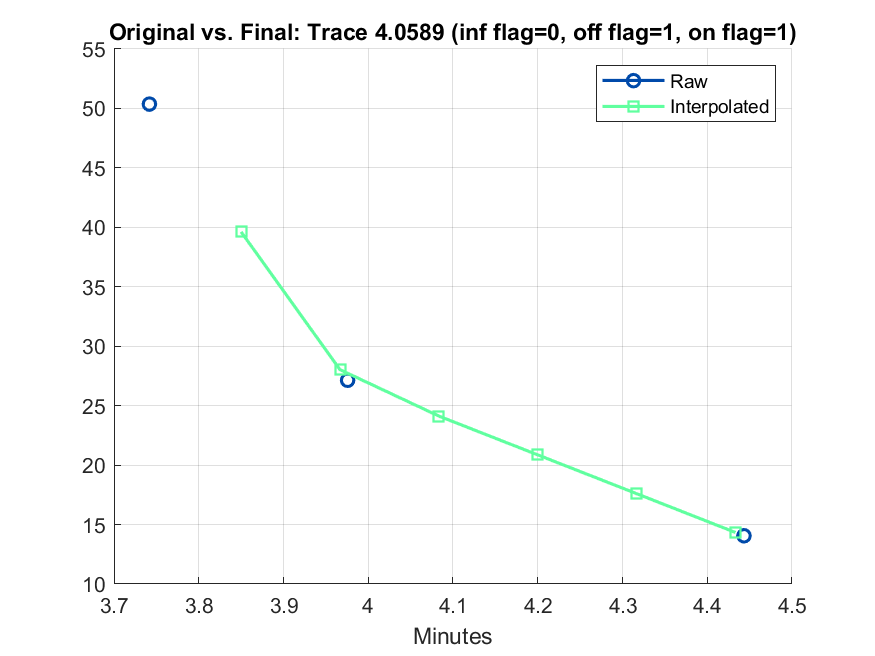 Original vs. Final: Trace 4.0589 (inf flag=0, off flag=1, on flag=1)
55
50
45
40
35
30
25
20
15
10
Raw
Interpolated
3.7 3.8 3.9 4 4.1 4.2 4.3 4.4 4.5
Minutes